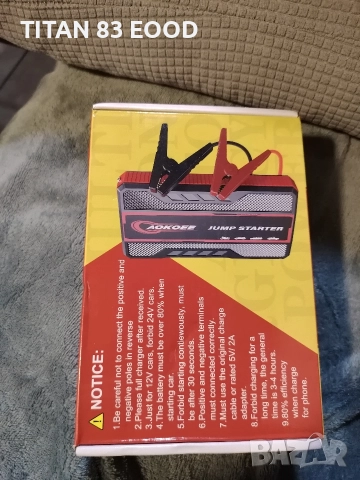 TITAN 83 EOOD
AOKOEE
JUMP STARTER
NOTICE:
1.Be careful not to connect the positive and
negative poles in reverse
2.Please full charger after received.
3.Just for 12V cars, forbid 24V cars.
4.The battery must be over 80% when
starting car.
5.Forbid starting contiewously, must
be after 30 seconds.
6.Positive and negative terminals
must connected correctly.
7.Must use the original charge
cable or rated 5V/2A
adapter.
8.Forbid charging for a
long time, the general
time is 3-4 hours.
9.80% efficiency
when charge
for phone.
BAZAR